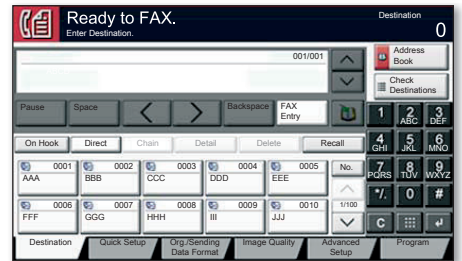 Ready to FAX.
Enter Destination.
Destination
0
001/001
Address
Book
Check
Destinations
Pause
Space
Backspace
FAX
Entry
1
2
ABC
3
DEF
On Hook
Direct
Chain
Detail
Delete
Recall
4
GHI
5
JKL
6
MNO
0001
AAA
0002
BBB
0003
CCC
0004
DDD
0005
EEE
No.
7
PQRS
8
TUV
9
WXYZ
0006
FFF
0007
GGG
0008
HHH
0009
III
0010
JJJ
1/100
*/.
0
#
C
Destination
Quick Setup
Org./Sending
Data Format
Image Quality
Advanced
Setup
Program